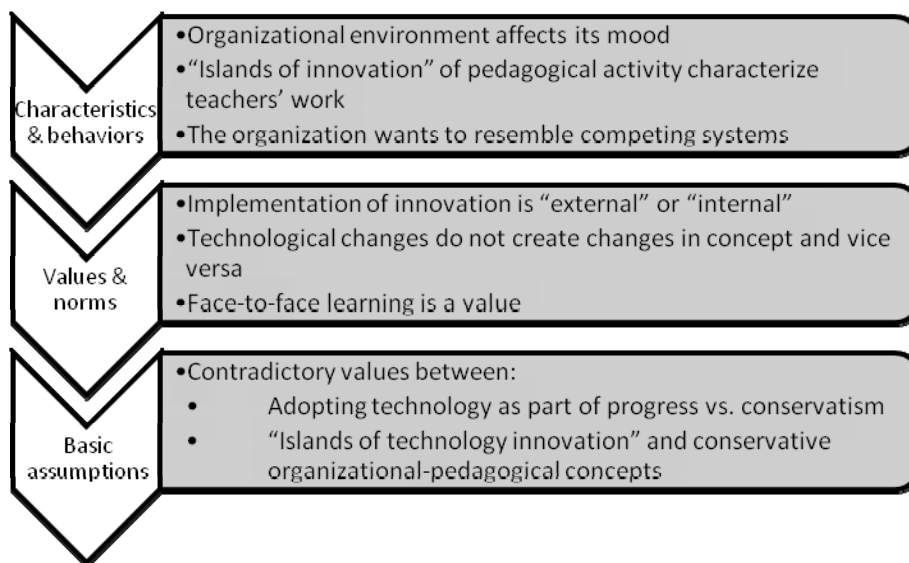 Characteristics
& behaviors
•Organizational environment affects its mood
•“Islands of innovation” of pedagogical activity characterize
teachers’ work
•The organization wants to resemble competing systems
Values &
norms
•Implementation of innovation is “external” or “internal”
•Technological changes do not create changes in concept and vice
versa
•Face-to-face learning is a value
Basic
assumptions
•Contradictory values between:
• Adopting technology as part of progress vs. conservatism
• “Islands of technology innovation” and conservative
organizational-pedagogical concepts